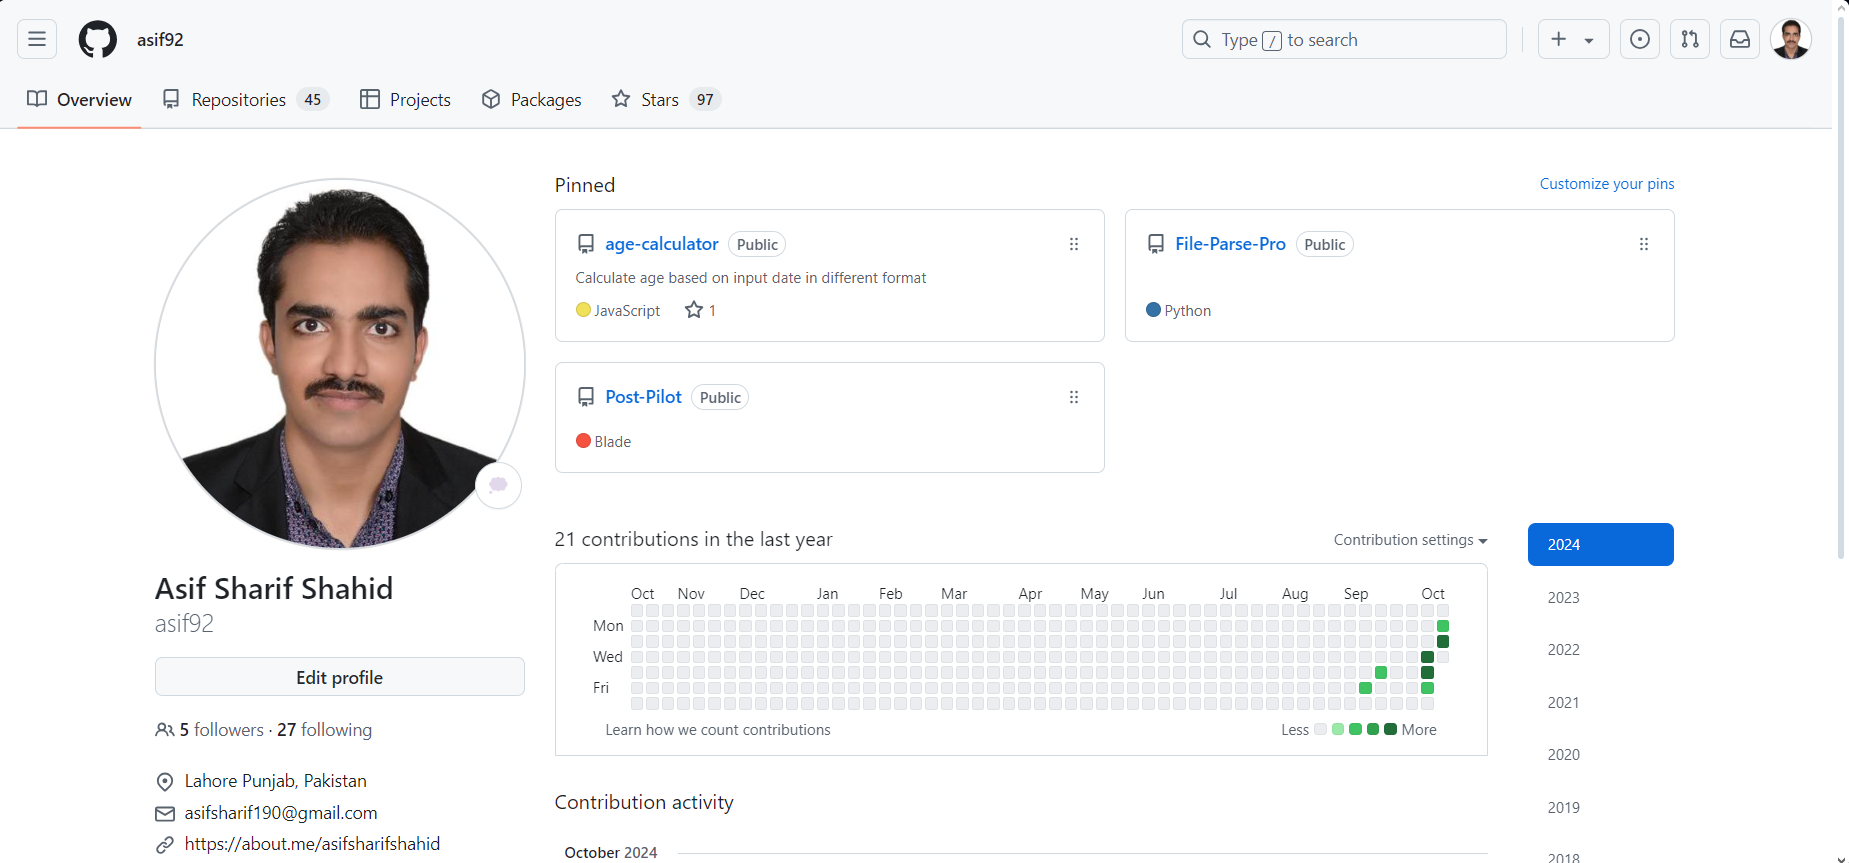 asif92
Type / to search
Overview
Repositories 45
Projects
Packages
Stars 97
Pinned
Customize your pins
age-calculator Public
Calculate age based on input date in different format
JavaScript 1
File-Parse-Pro Public
Python
Post-Pilot Public
Blade
Asif Sharif Shahid
asif92
Edit profile
5 followers · 27 following
Lahore Punjab, Pakistan
asifsharif190@gmail.com
https://about.me/asifsharifshahid
21 contributions in the last year
Contribution settings
Oct Nov Dec Jan Feb Mar Apr May Jun Jul Aug Sep Oct
Mon
Wed
Fri
Learn how we count contributions
Less More
Contribution activity
October 2024
2024
2023
2022
2021
2020
2019
2018